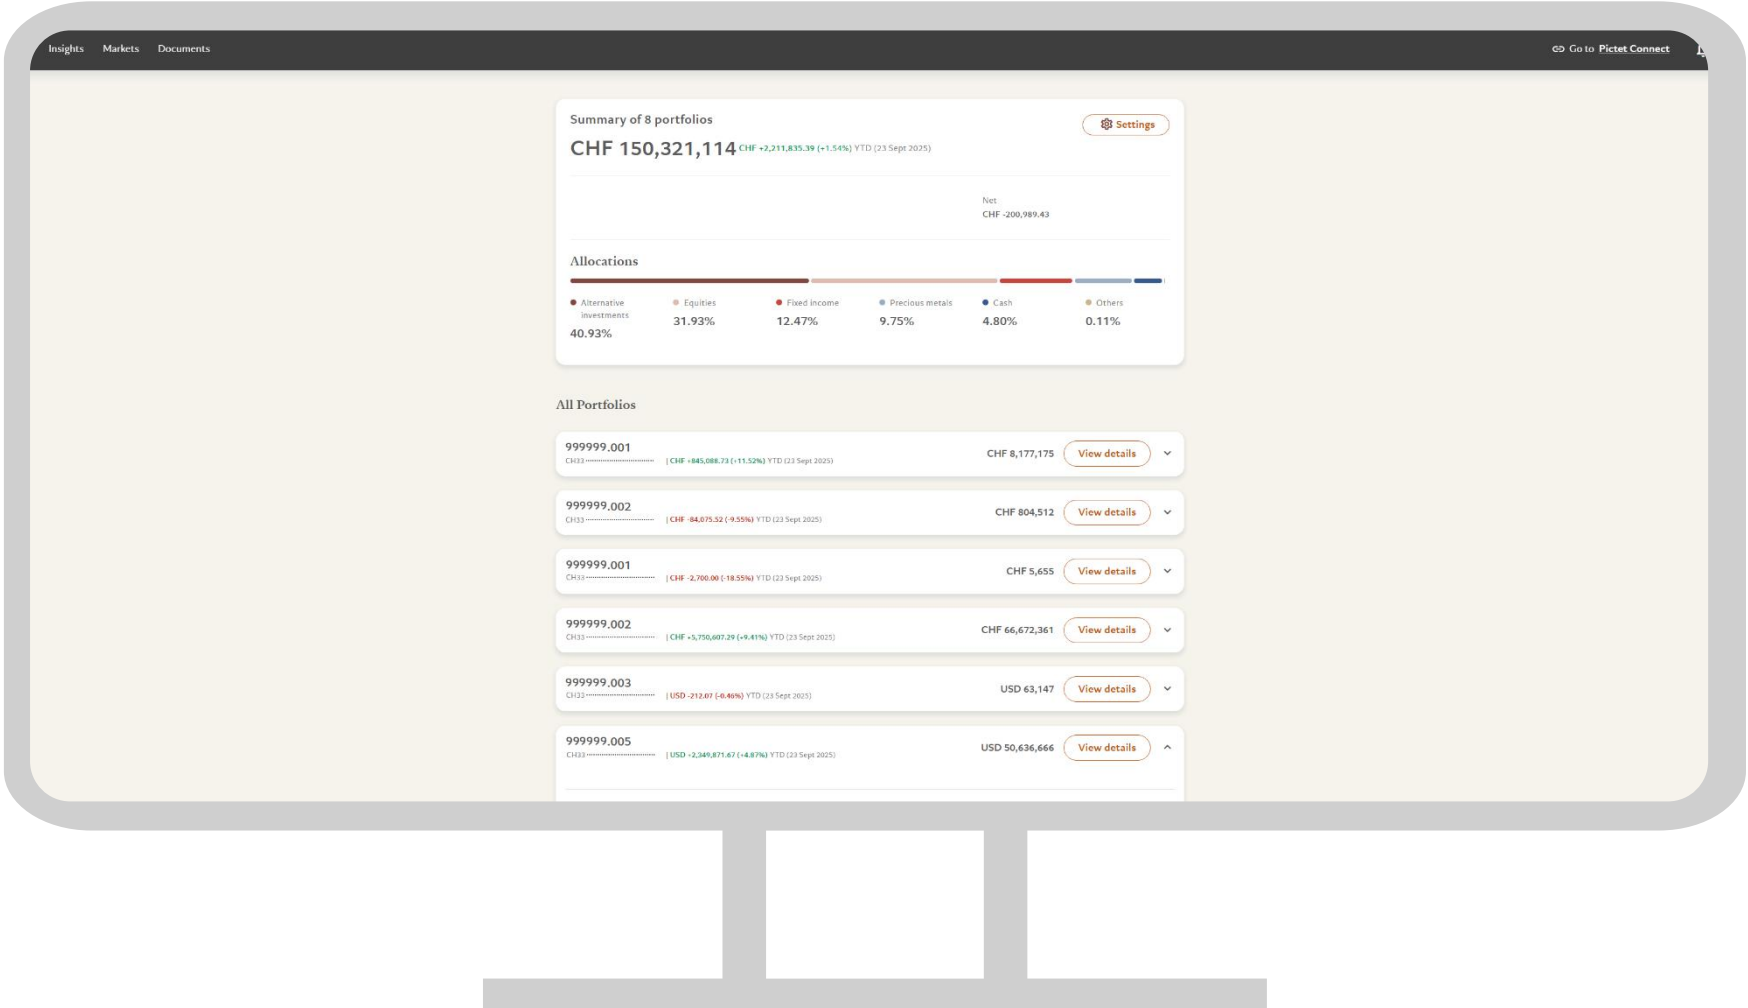 Insights Markets Documents
Go to Pictet Connect
Summary of 8 portfolios
Settings
CHF 150,321,114 CHF +2,211,835.39 (+1.54%) YTD (23 Sept 2025)
Net
CHF -200,989.43
Allocations
Alternative investments
40.93%
Equities
31.93%
Fixed income
12.47%
Precious metals
9.75%
Cash
4.80%
Others
0.11%
All Portfolios
999999.001
CH33 | CHF +845,088.73 (+11.52%) YTD (23 Sept 2025)
CHF 8,177,175 View details
999999.002
CH33 | CHF -84,075.52 (-9.55%) YTD (23 Sept 2025)
CHF 804,512 View details
999999.001
CH33 | CHF -2,700.00 (-18.55%) YTD (23 Sept 2025)
CHF 5,655 View details
999999.002
CH33 | CHF +5,750,607.29 (+9.41%) YTD (23 Sept 2025)
CHF 66,672,361 View details
999999.003
CH33 | USD -212.07 (-0.46%) YTD (23 Sept 2025)
USD 63,147 View details
999999.005
CH33 | USD +2,349,871.67 (+4.87%) YTD (23 Sept 2025)
USD 50,636,666 View details